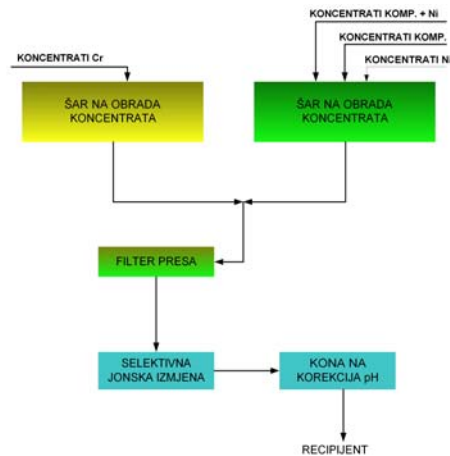 KONCENTRATI KOMP. + Ni
KONCENTRATI KOMP.
KONCENTRATI Cr
KONCENTRATI Ni
ŠAR NA OBRADA
KONCENTRATA
ŠAR NA OBRADA
KONCENTRATA
FILTER PRESA
SELEKTIVNA
JONSKA IZMJENA
KONA NA
KOREKCIJA pH
RECIPIJENT